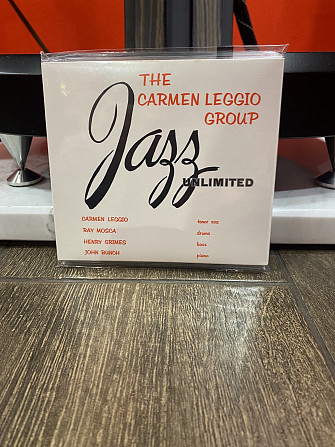 THE
CARMEN LEGGIO
GROUP
Jazz
UNLIMITED
CARMEN LEGGIO tenor sax
RAY MOSCA drums
HENRY GRIMES bass
JOHN BUNCH piano